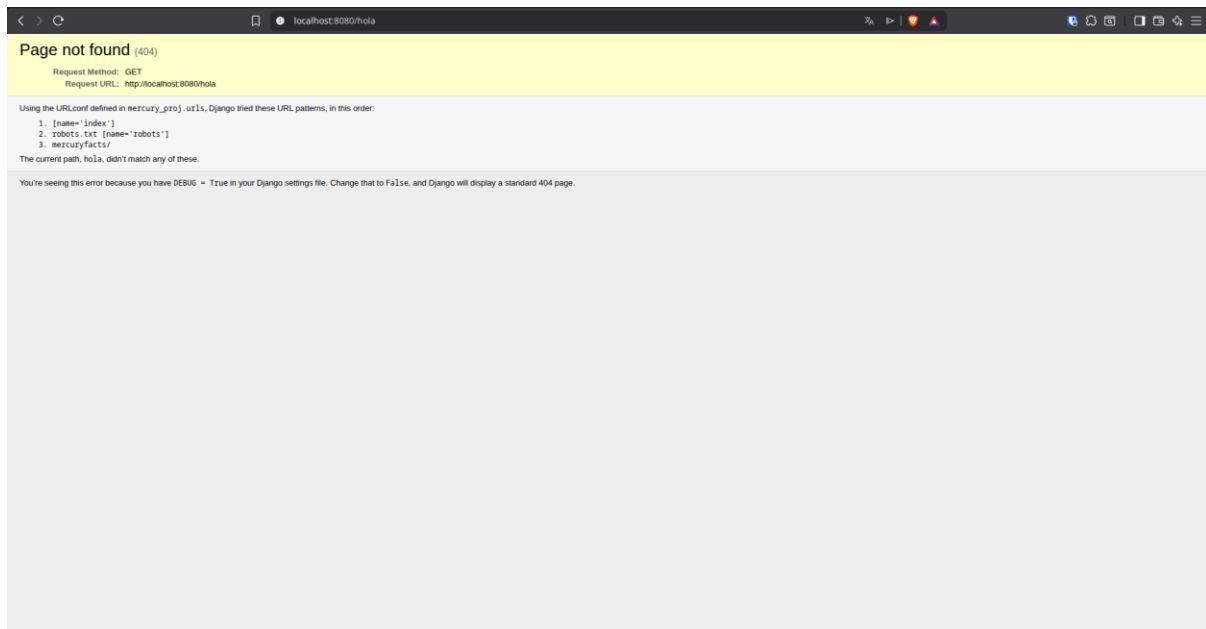 localhost:8080/hola
Page not found (404)
Request Method: GET
Request URL: http://localhost:8080/hola
Using the URLconf defined in mercury_proj.urls, Django tried these URL patterns, in this order:
1. [name='index']
2. robots.txt [name='robots']
3. mercuryfacts/
The current path, hola, didn't match any of these.
You're seeing this error because you have DEBUG = True in your Django settings file. Change that to False, and Django will display a standard 404 page.